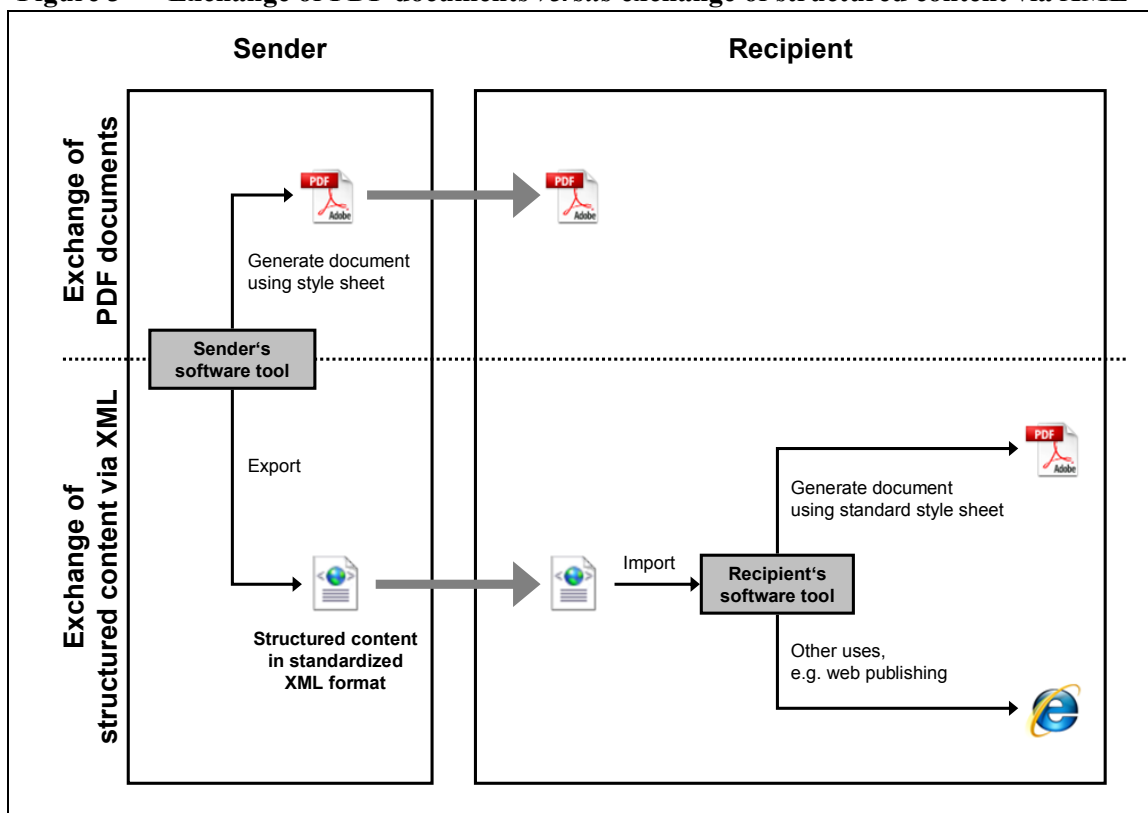 Figure 3 Exchange of PDF documents versus exchange of structured content via XML
Sender
Recipient
Exchange of
PDF documents
PDF
Adobe
PDF
Adobe
Generate document
using style sheet
Sender‘s
software tool
Exchange of
structured content via XML
Export
Structured content
in standardized
XML format
Import
Recipient‘s
software tool
PDF
Adobe
Generate document
using standard style sheet
Other uses,
e.g. web publishing